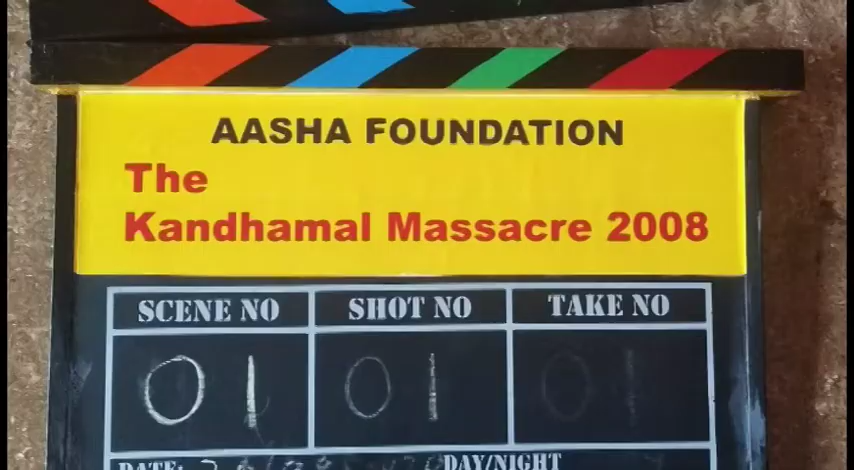 AASHA FOUNDATION
The
Kandhamal Massacre 2008
SCENE NO SHOT NO TAKE NO
01 01 01
DATE: DAY/NIGHT